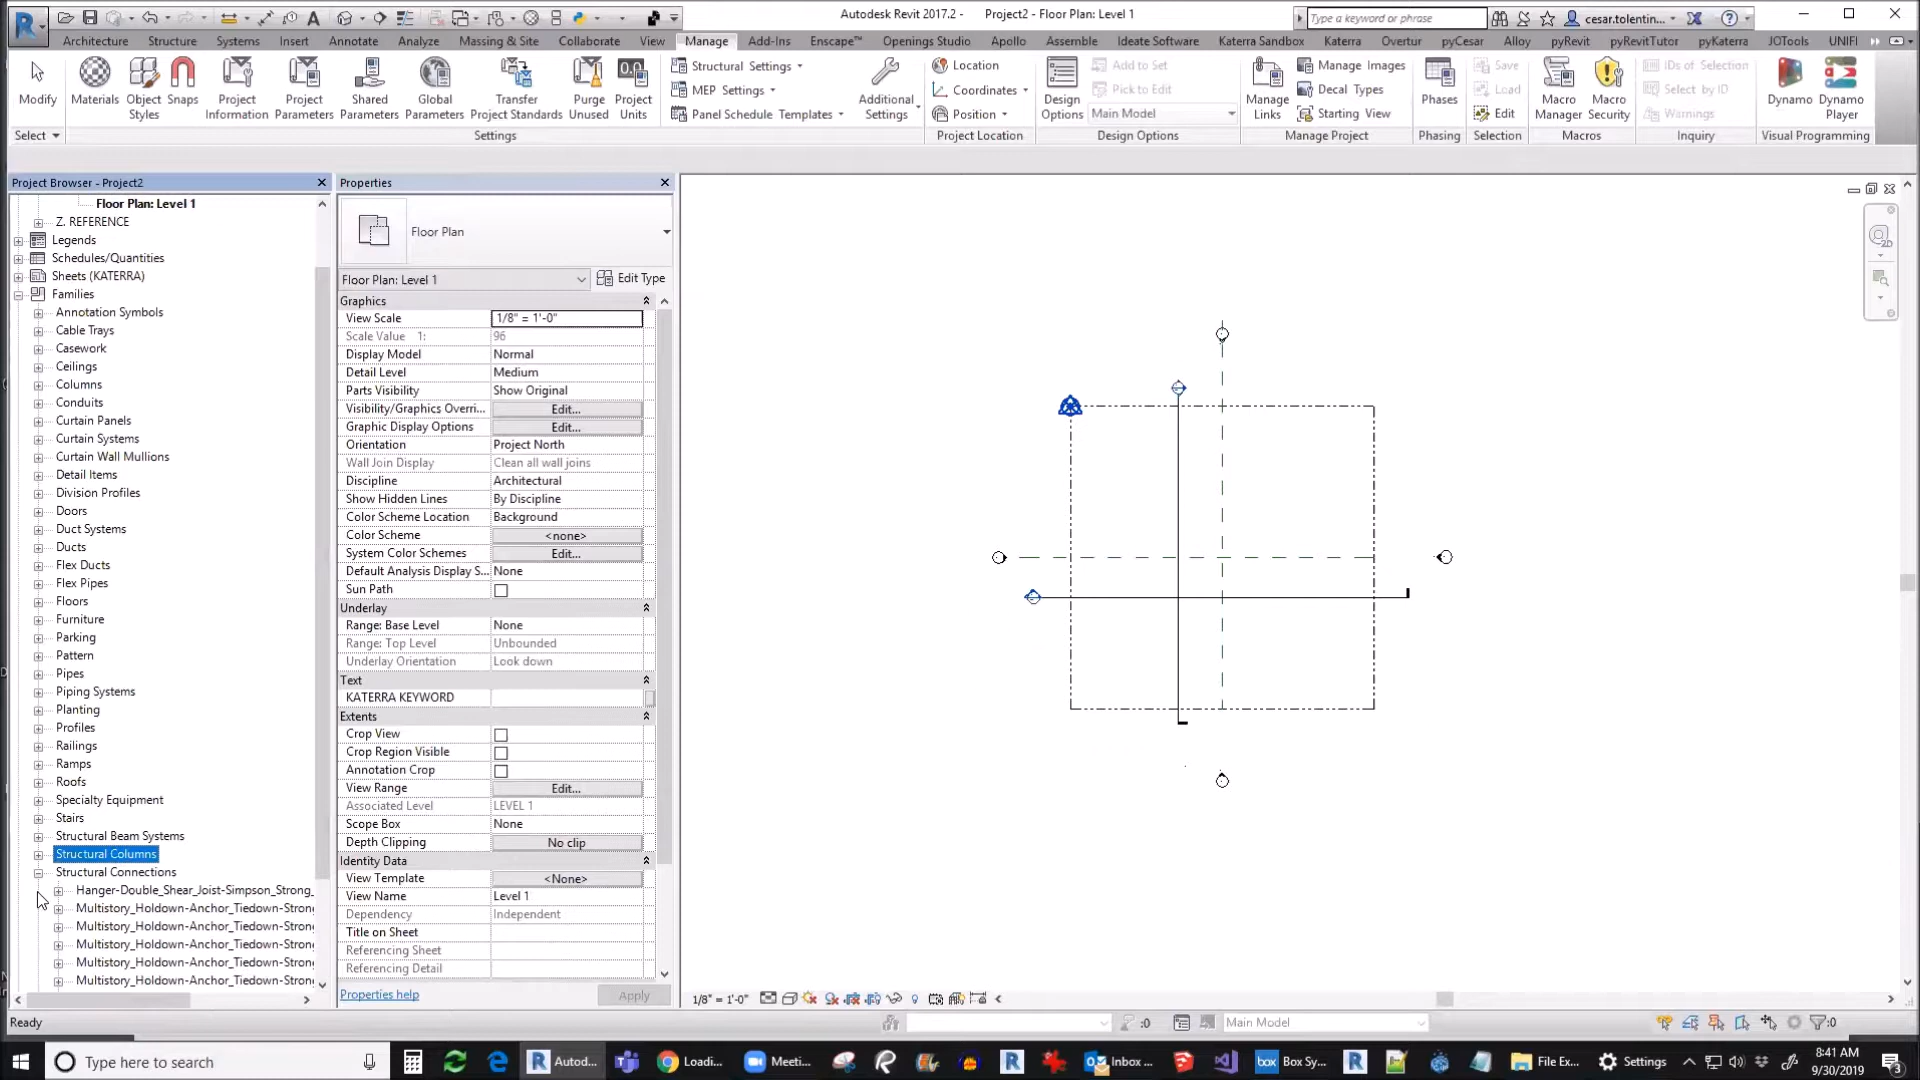 Autodesk Revit 2017.2 - Project2 - Floor Plan: Level 1
Type a keyword or phrase
cesar.tolentin...
Architecture Structure Systems Insert Annotate Analyze Massing & Site Collaborate View Manage Add-Ins Enscape™ Openings Studio Apollo Assemble Ideate Software Katerra Sandbox Katerra Overtur pyCesar Alloy pyRevit pyRevitTutor pyKaterra JOTools UNIFI
Modify
Materials
Object Styles
Snaps
Project Information
Project Parameters
Shared Parameters
Global Parameters
Transfer Project Standards
Purge Unused
Project Units
Structural Settings
MEP Settings
Panel Schedule Templates
Additional Settings
Location
Coordinates
Position
Design Options
Add to Set
Pick to Edit
Main Model
Manage Links
Manage Images
Decal Types
Starting View
Phases
Save
Load
Edit
Macro Manager
Macro Security
IDs of Selection
Select by ID
Warnings
Dynamo
Dynamo Player
Select Settings Project Location Design Options Manage Project Phasing Selection Macros Inquiry Visual Programming
Project Browser - Project2
Floor Plan: Level 1
Z. REFERENCE
Legends
Schedules/Quantities
Sheets (KATERRA)
Families
Annotation Symbols
Cable Trays
Casework
Ceilings
Columns
Conduits
Curtain Panels
Curtain Systems
Curtain Wall Mullions
Detail Items
Division Profiles
Doors
Duct Systems
Ducts
Flex Ducts
Flex Pipes
Floors
Furniture
Parking
Pattern
Pipes
Piping Systems
Planting
Profiles
Railings
Ramps
Roofs
Specialty Equipment
Stairs
Structural Beam Systems
Structural Columns
Structural Connections
Hanger-Double_Shear_Joist-Simpson_Strong_
Multistory_Holdown-Anchor_Tiedown-Strong
Multistory_Holdown-Anchor_Tiedown-Strong
Multistory_Holdown-Anchor_Tiedown-Strong
Multistory_Holdown-Anchor_Tiedown-Strong
Multistory_Holdown-Anchor_Tiedown-Strong
Properties
Floor Plan
Floor Plan: Level 1 Edit Type
Graphics
View Scale 1/8" = 1'-0"
Scale Value 1: 96
Display Model Normal
Detail Level Medium
Parts Visibility Show Original
Visibility/Graphics Overri... Edit...
Graphic Display Options Edit...
Orientation Project North
Wall Join Display Clean all wall joins
Discipline Architectural
Show Hidden Lines By Discipline
Color Scheme Location Background
Color Scheme <none>
System Color Schemes Edit...
Default Analysis Display S... None
Sun Path
Underlay
Range: Base Level None
Range: Top Level Unbounded
Underlay Orientation Look down
Text
KATERRA KEYWORD
Extents
Crop View
Crop Region Visible
Annotation Crop
View Range Edit...
Associated Level LEVEL 1
Scope Box None
Depth Clipping No clip
Identity Data
View Template <None>
View Name Level 1
Dependency Independent
Title on Sheet
Referencing Sheet
Referencing Detail
Properties help Apply
1/8" = 1'-0"
Ready
:0
Main Model
:0
Type here to search
Autod...
Loadi...
Meeti...
Inbox ...
box Box Sy...
File Ex...
Settings
8:41 AM
9/30/2019
3